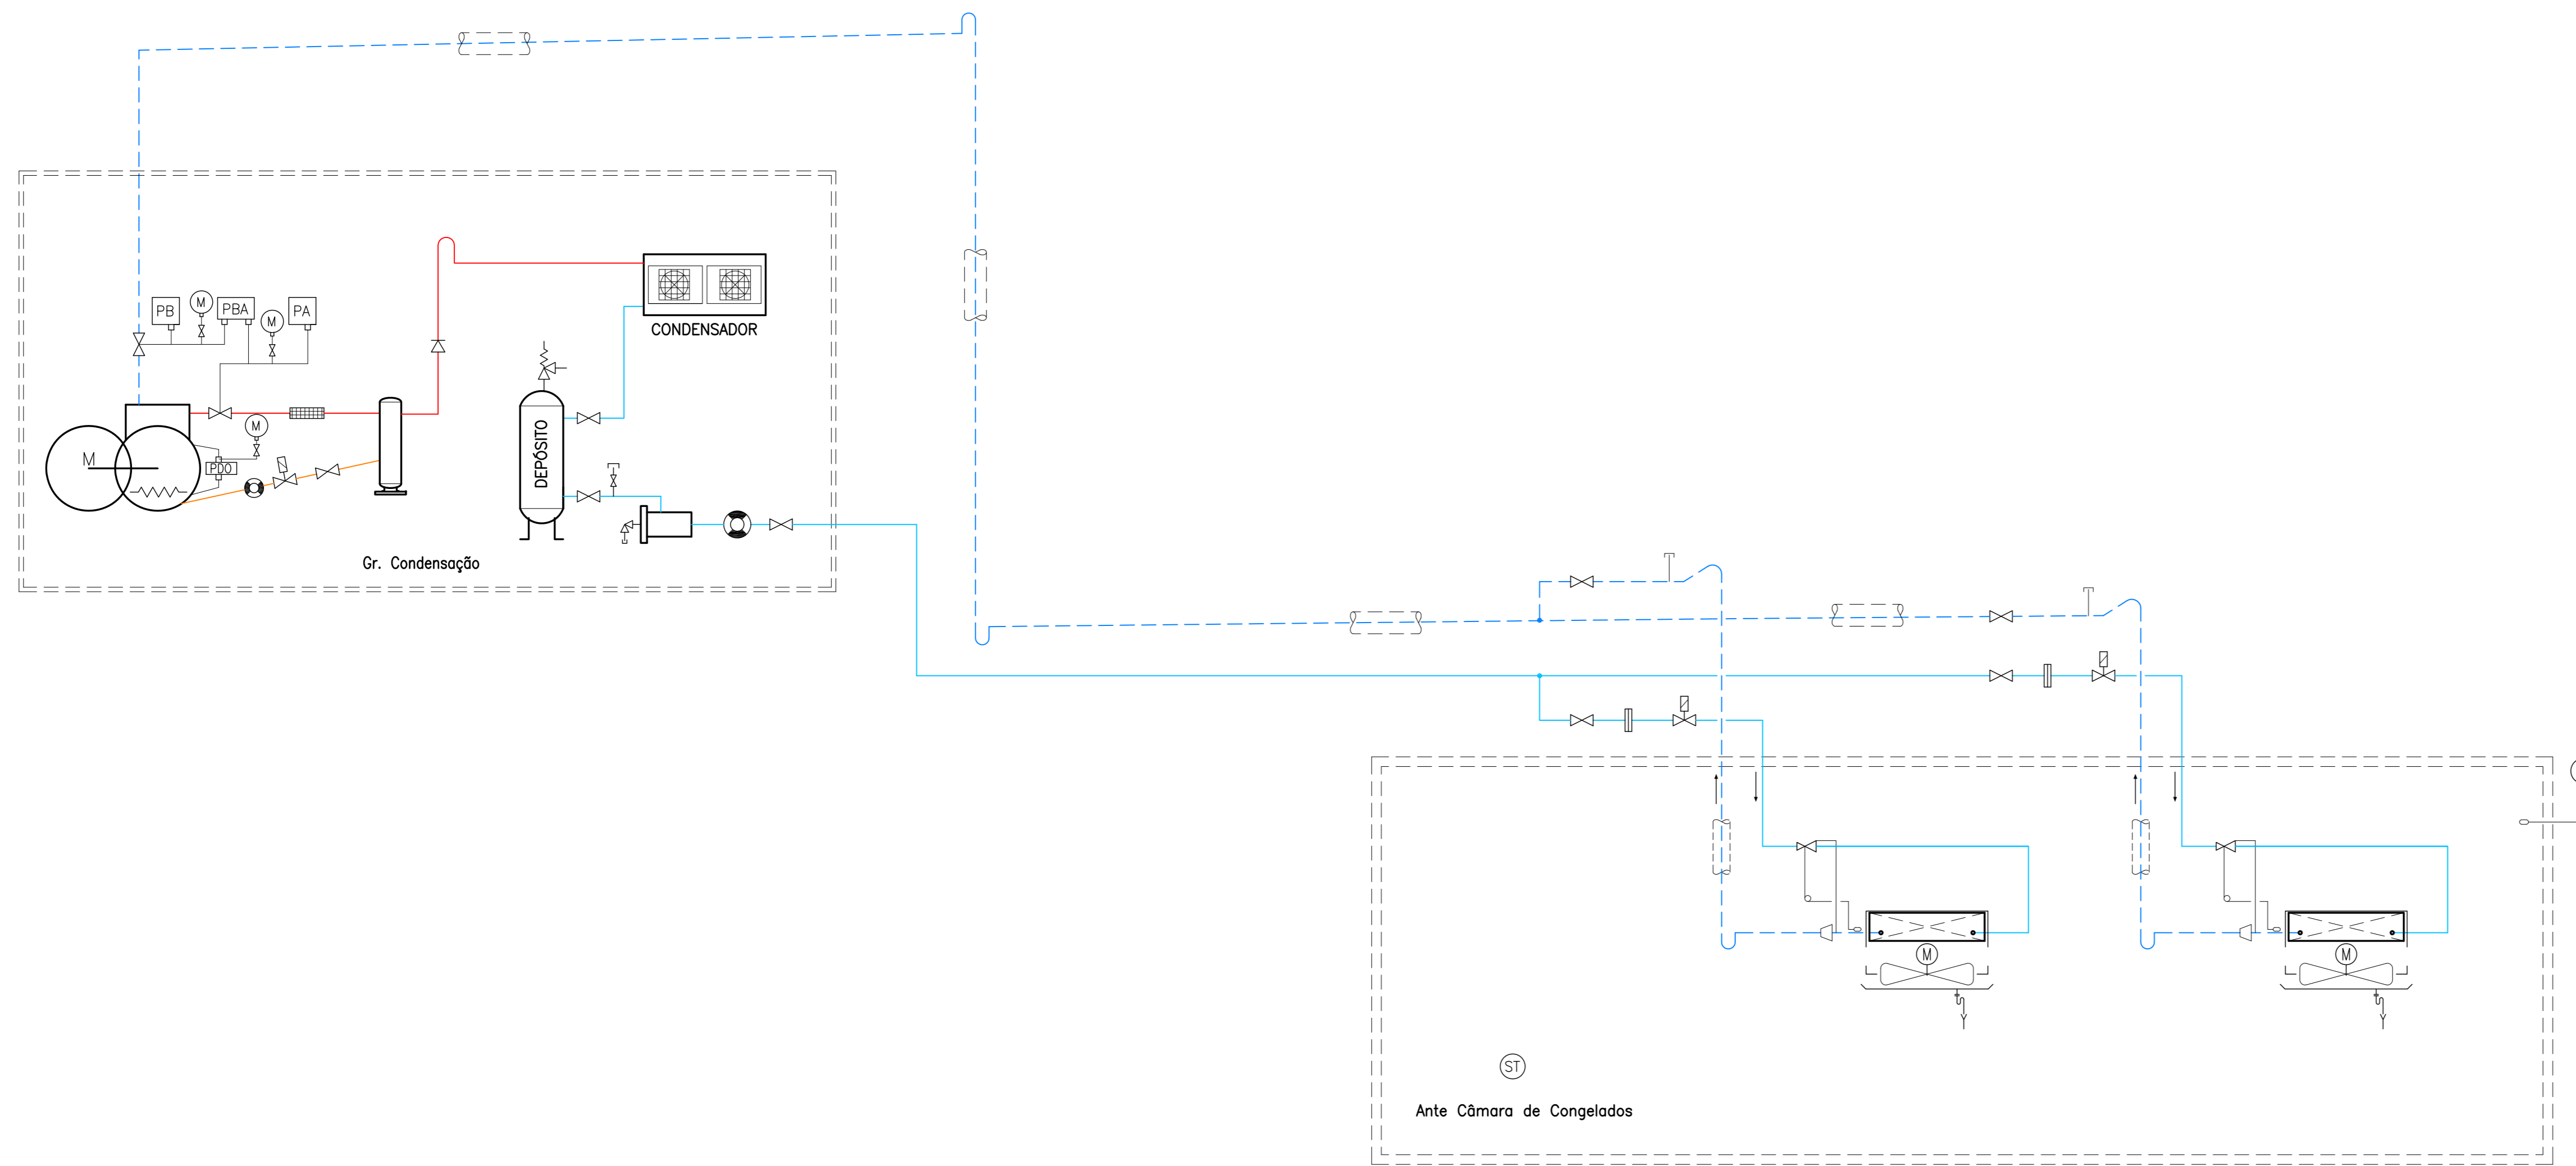 PB
M
PBA
M
PA
CONDENSADOR
M
M
PDO
DEPÓSITO
Gr. Condensação
M
M
ST
Ante Câmara de Congelados